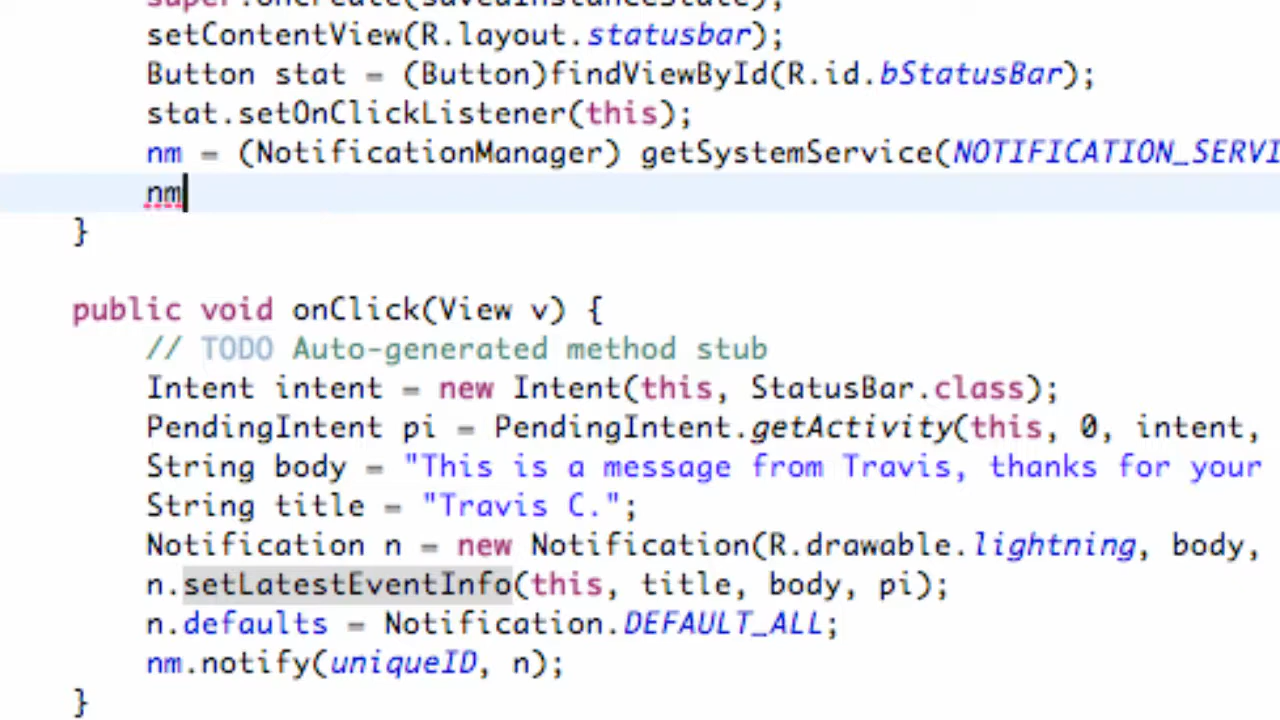 super.onCreate(savedInstanceState);
setContentView(R.layout.statusbar);
Button stat = (Button)findViewById(R.id.bStatusBar);
stat.setOnClickListener(this);
nm = (NotificationManager) getSystemService(NOTIFICATION_SERVI
nm
}
public void onClick(View v) {
// TODO Auto-generated method stub
Intent intent = new Intent(this, StatusBar.class);
PendingIntent pi = PendingIntent.getActivity(this, 0, intent,
String body = "This is a message from Travis, thanks for your
String title = "Travis C.";
Notification n = new Notification(R.drawable.lightning, body,
n.setLatestEventInfo(this, title, body, pi);
n.defaults = Notification.DEFAULT_ALL;
nm.notify(uniqueID, n);
}